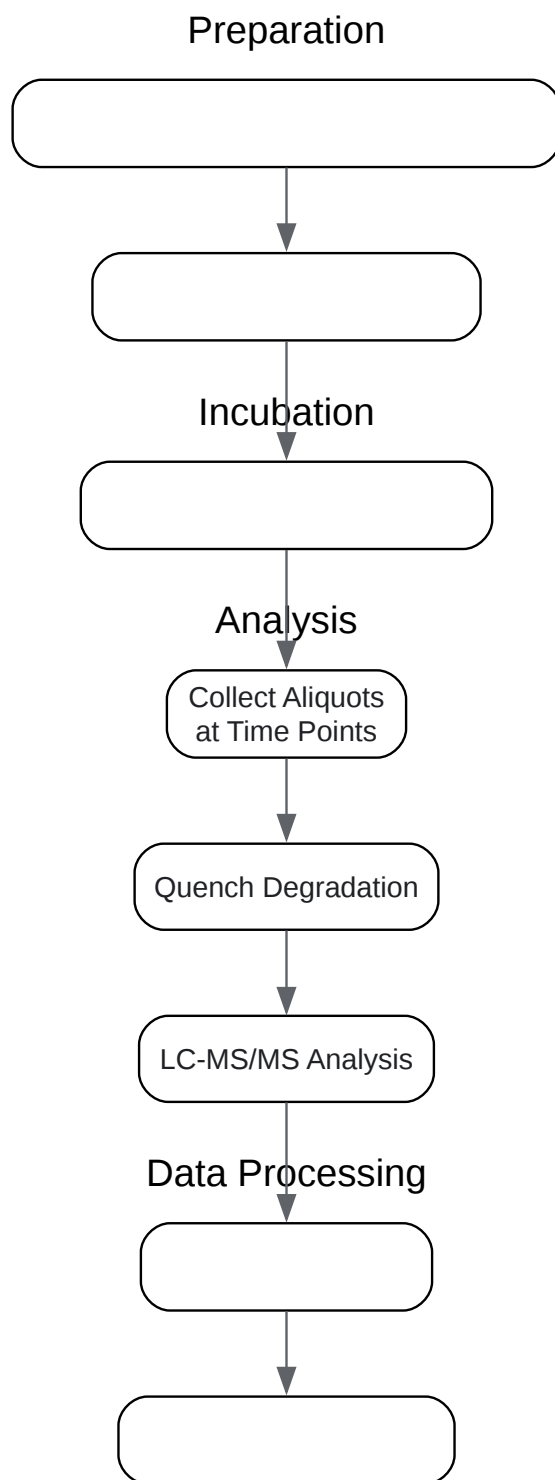 Preparation
Incubation
Analysis
Collect Aliquots
at Time Points
Quench Degradation
LC-MS/MS Analysis
Data Processing